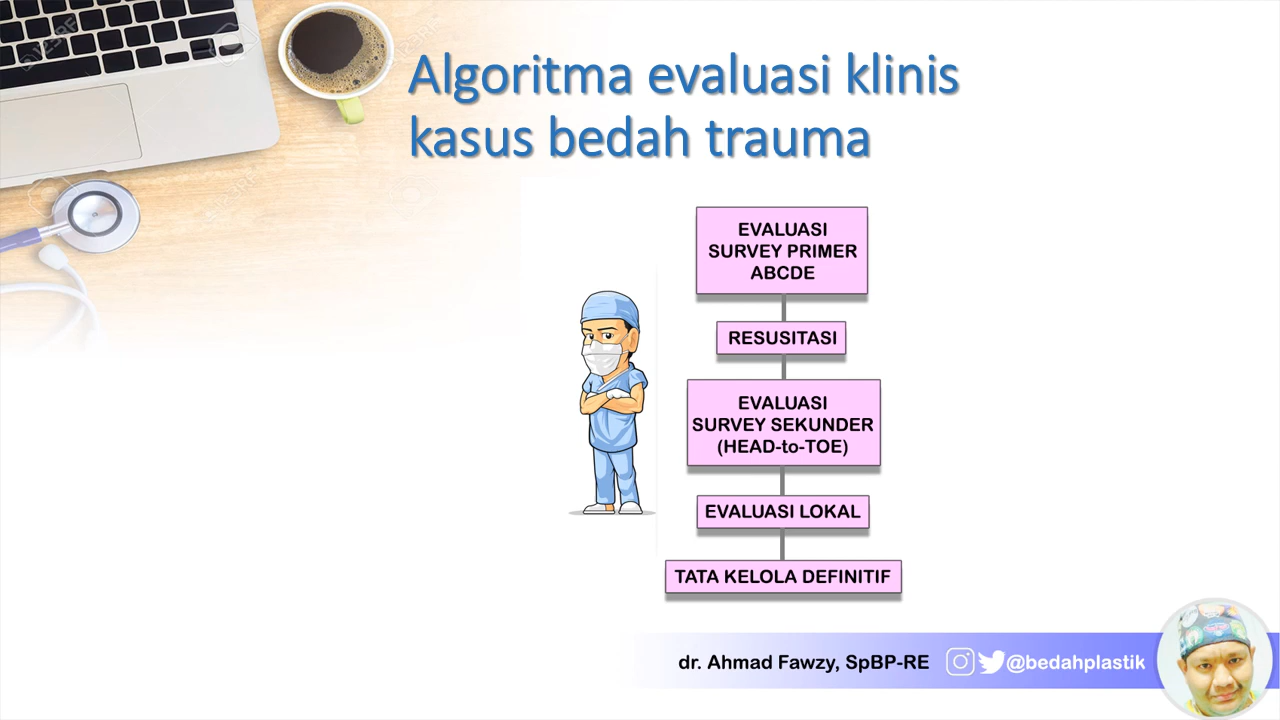 Algoritma evaluasi klinis
kasus bedah trauma
EVALUASI
SURVEY PRIMER
ABCDE
RESUSITASI
EVALUASI
SURVEY SEKUNDER
(HEAD-to-TOE)
EVALUASI LOKAL
TATA KELOLA DEFINITIF
dr. Ahmad Fawzy, SpBP-RE
@bedahplastik